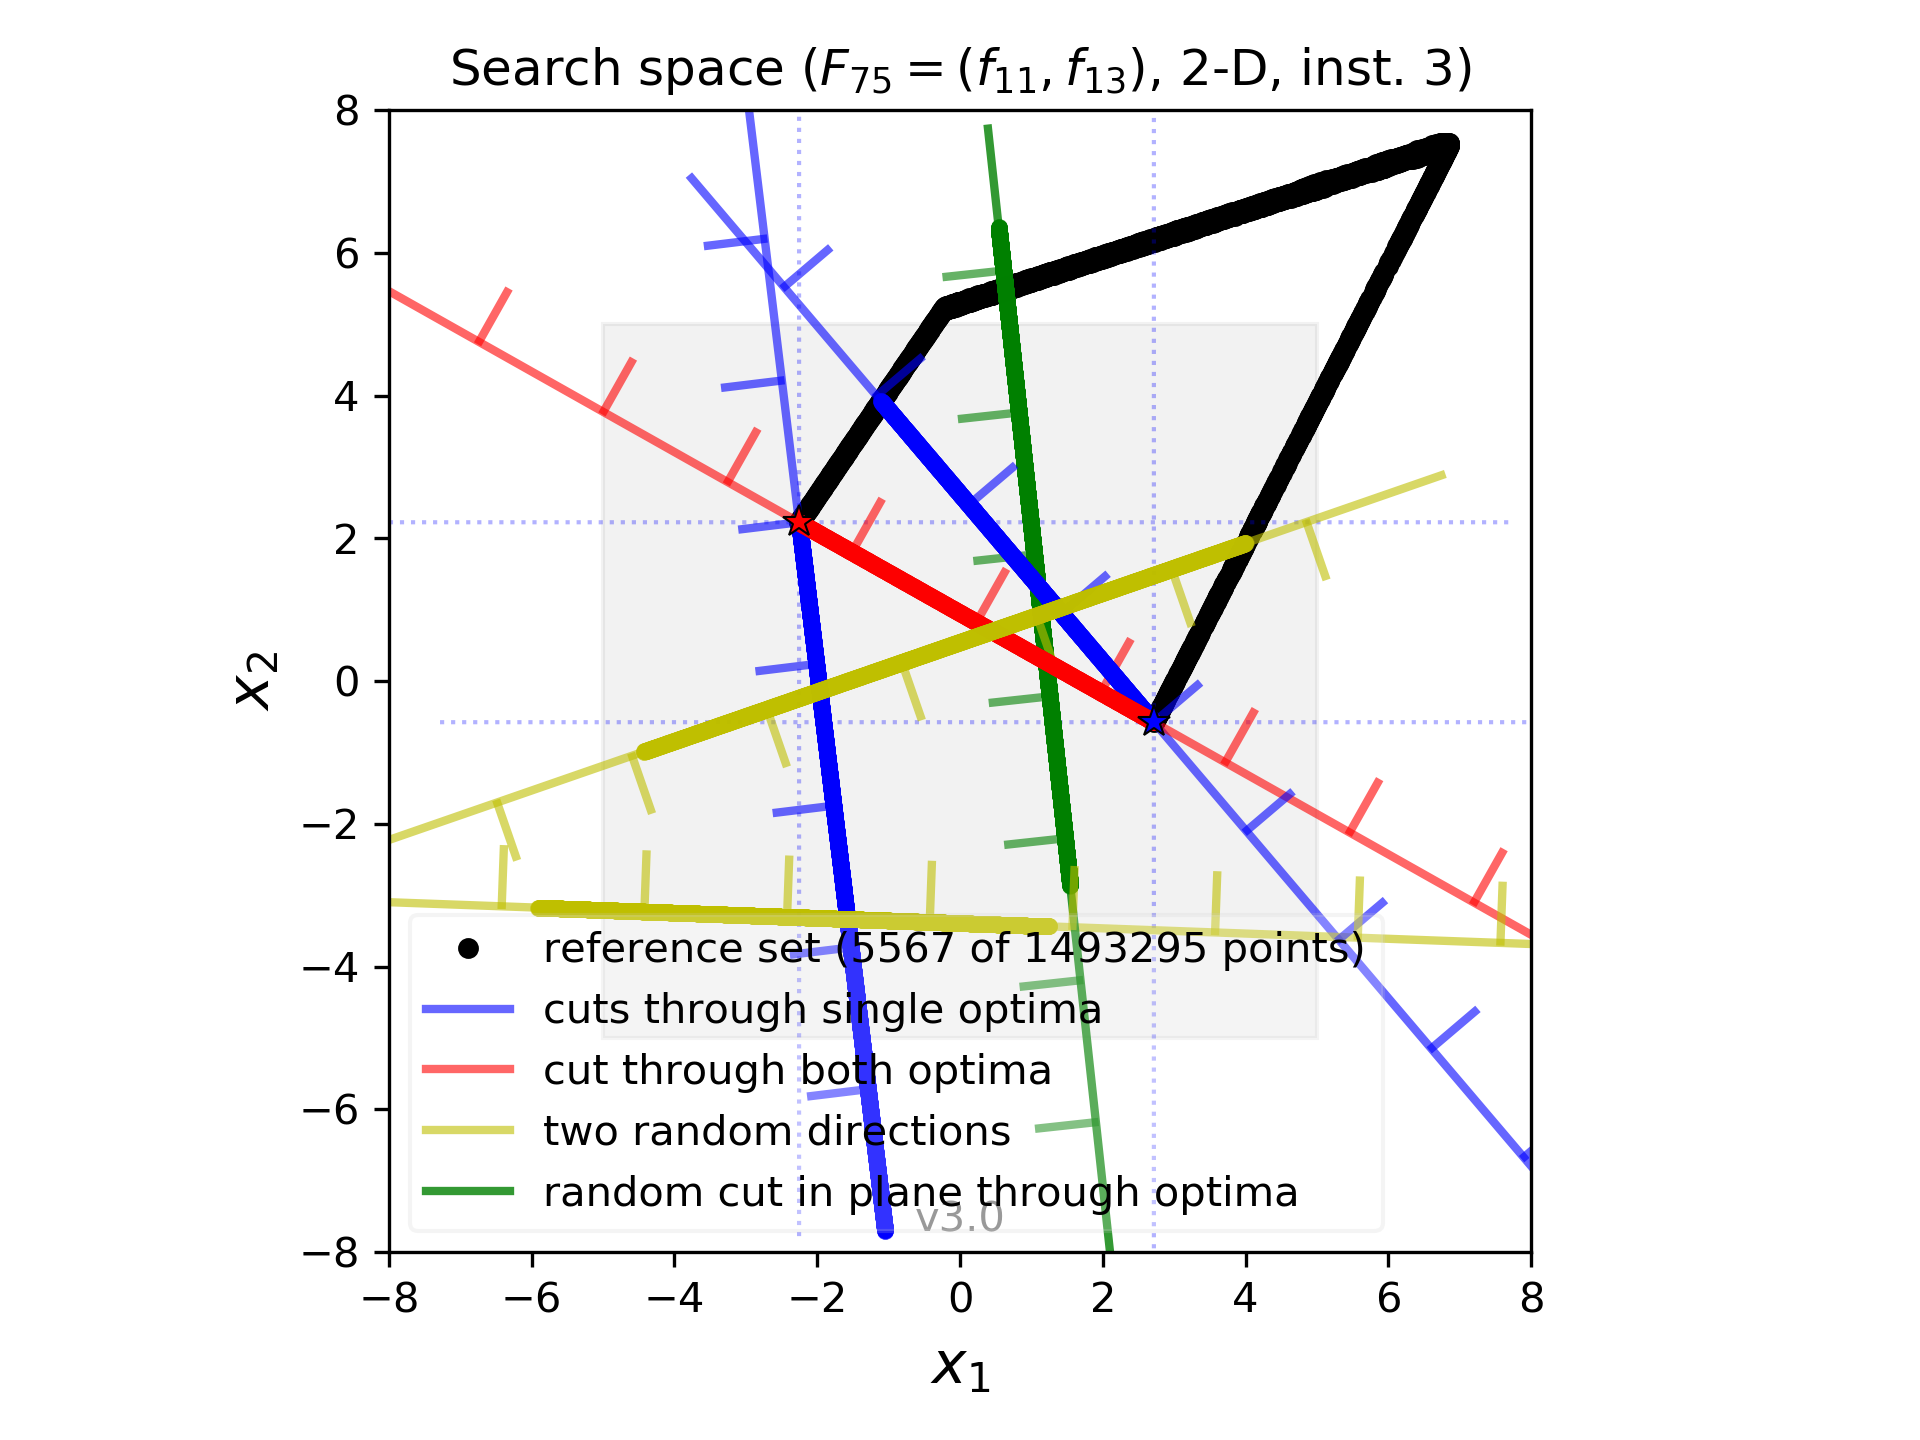 Search space (F75 = (f11, f13), 2-D, inst. 3)
8
6
4
2
0
−2
−4
−6
−8
x2
reference set (5567 of 1493295 points)
cuts through single optima
cut through both optima
two random directions
random cut in plane through optima
v3.0
−8 −6 −4 −2 0 2 4 6 8
x1